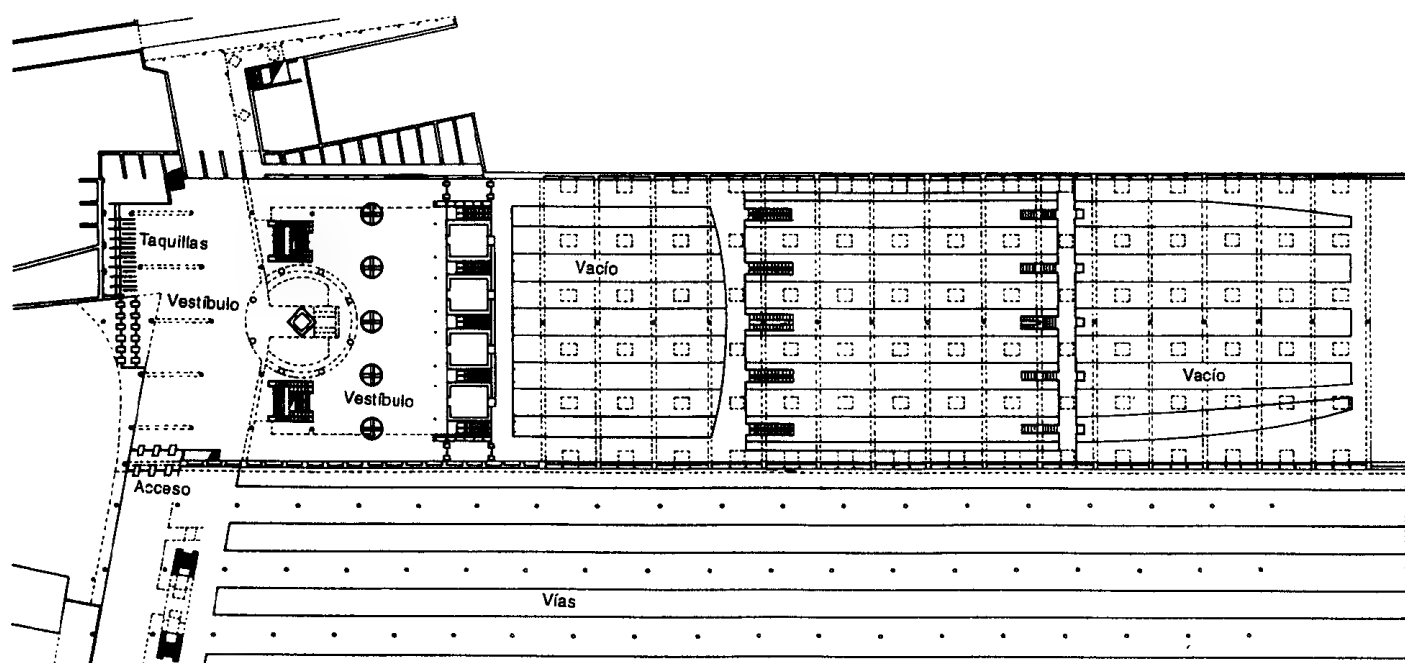 Taquillas
Vestíbulo
Vacío
Vestíbulo
Vacío
Acceso
Vías